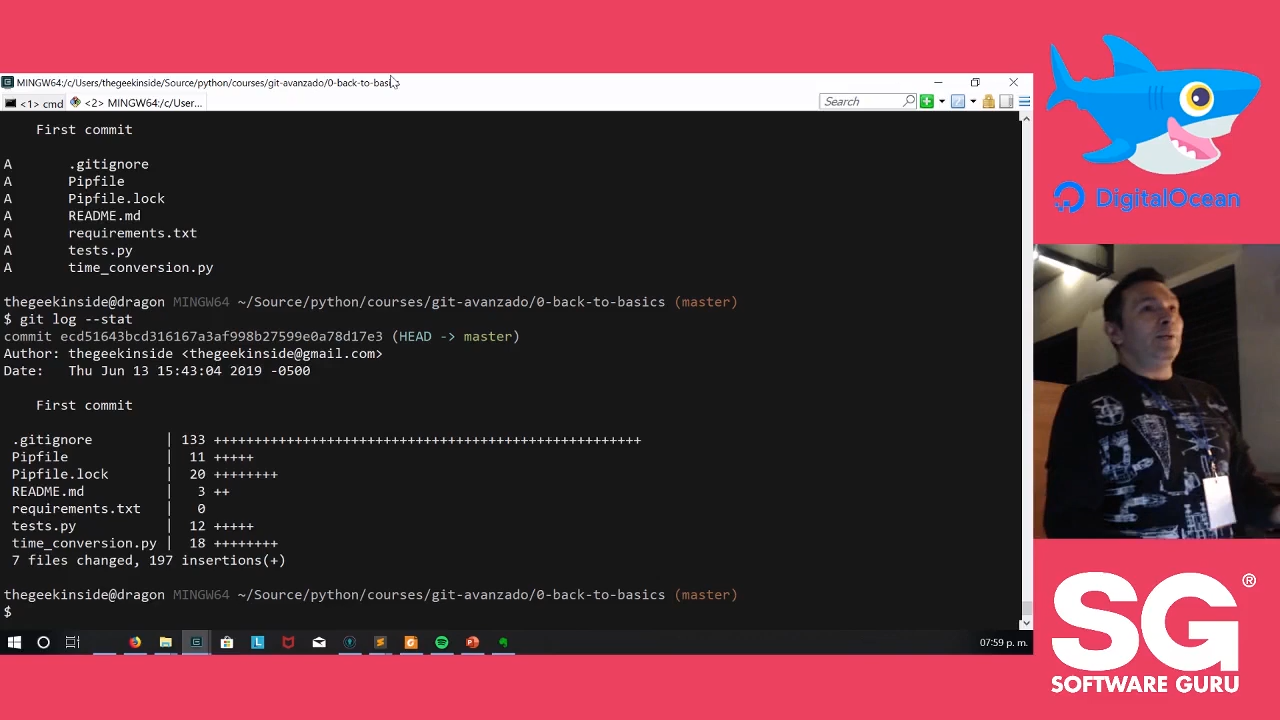 MINGW64:/c/Users/thegeekinside/Source/python/courses/git-avanzado/0-back-to-basics
<1> cmd
<2> MINGW64:/c/User...
Search
First commit
A .gitignore
A Pipfile
A Pipfile.lock
A README.md
A requirements.txt
A tests.py
A time_conversion.py
thegeekinside@dragon MINGW64 ~/Source/python/courses/git-avanzado/0-back-to-basics (master)
$ git log --stat
commit ecd51643bcd316167a3af998b27599e0a78d17e3 (HEAD -> master)
Author: thegeekinside <thegeekinside@gmail.com>
Date: Thu Jun 13 15:43:04 2019 -0500
First commit
.gitignore | 133 +++++++++++++++++++++++++++++++++++++++++++++++++++++
Pipfile | 11 +++++
Pipfile.lock | 20 ++++++++
README.md | 3 ++
requirements.txt | 0
tests.py | 12 +++++
time_conversion.py | 18 ++++++++
7 files changed, 197 insertions(+)
thegeekinside@dragon MINGW64 ~/Source/python/courses/git-avanzado/0-back-to-basics (master)
$
07:59 p. m.
DigitalOcean
SG®
SOFTWARE GURU